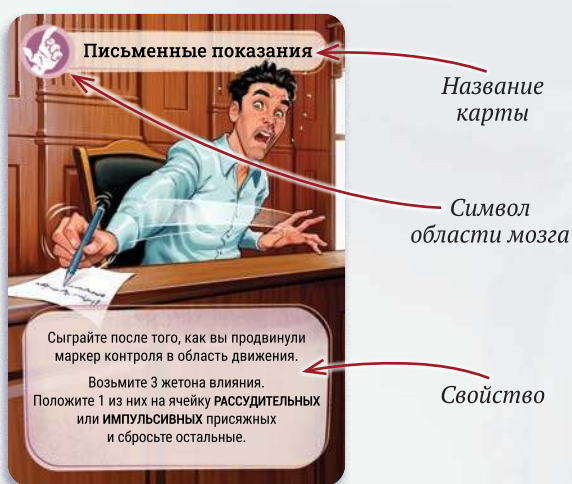 Письменные показания
Название
карты
Символ
области мозга
Сыграйте после того, как вы продвинули
маркер контроля в область движения.
Возьмите 3 жетона влияния.
Положите 1 из них на ячейку РАССУДИТЕЛЬНЫХ
или ИМПУЛЬСИВНЫХ присяжных
и сбросьте остальные.
Свойство